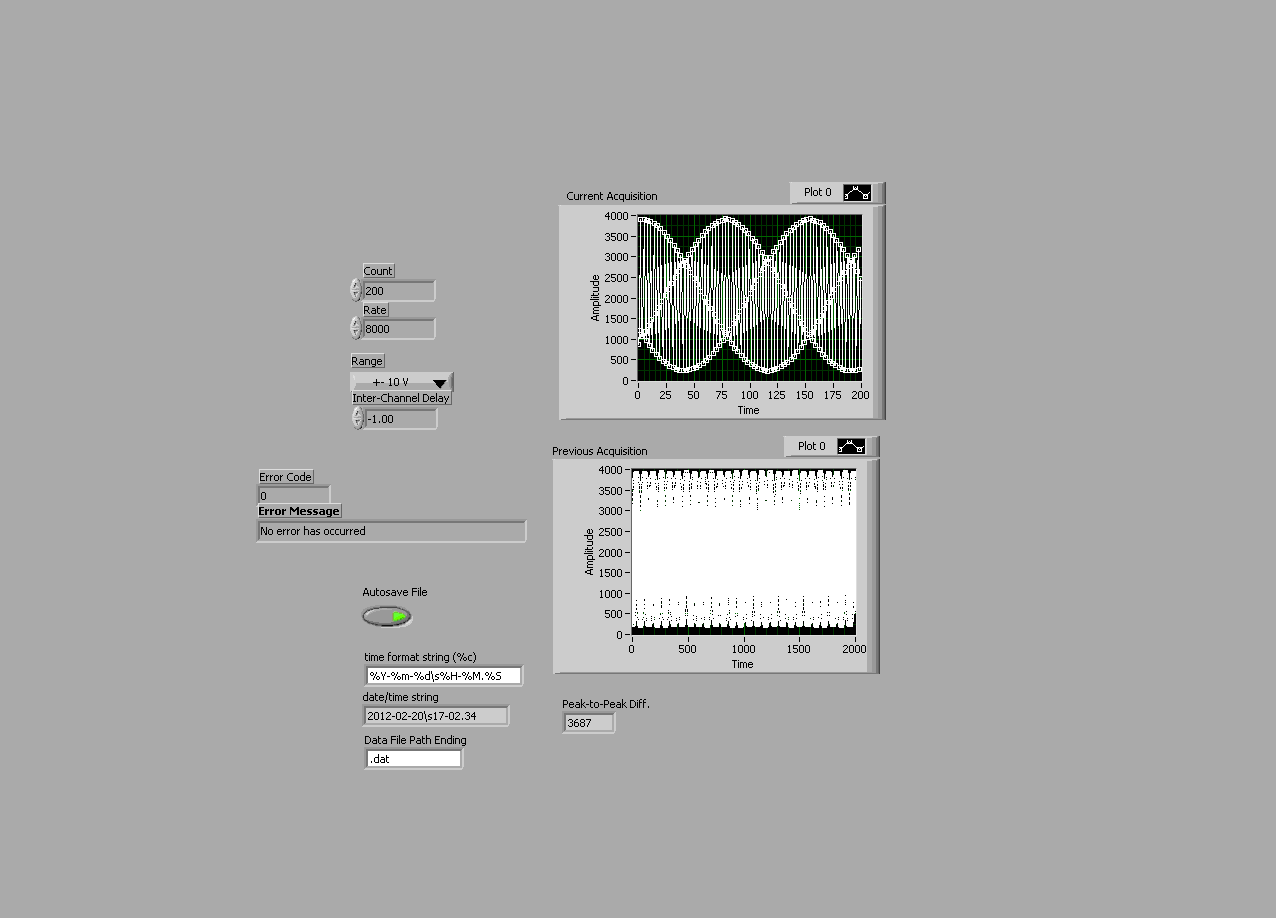 Count
200
Rate
8000
Range
+- 10 V
Inter-Channel Delay
-1.00
Error Code
0
Error Message
No error has occurred
Autosave File
time format string (%c)
%Y-%m-%d\s%H-%M.%S
date/time string
2012-02-20\s17-02.34
Data File Path Ending
.dat
Current Acquisition
Plot 0
Amplitude
4000
3500
3000
2500
2000
1500
1000
500
0
0 25 50 75 100 125 150 175 200
Time
Previous Acquisition
Plot 0
Amplitude
4000
3500
3000
2500
2000
1500
1000
500
0
0 500 1000 1500 2000
Time
Peak-to-Peak Diff.
3687